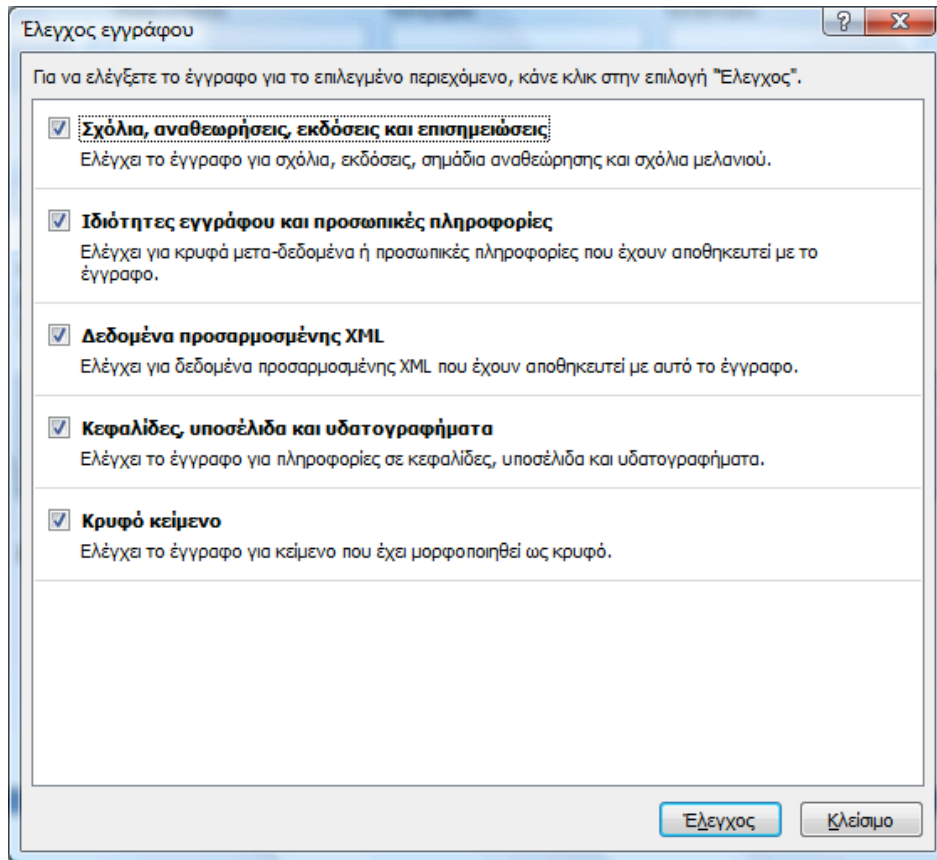 Έλεγχος εγγράφου
Για να ελέγξετε το έγγραφο για το επιλεγμένο περιεχόμενο, κάνε κλικ στην επιλογή "Έλεγχος".
Σχόλια, αναθεωρήσεις, εκδόσεις και επισημειώσεις
Ελέγχει το έγγραφο για σχόλια, εκδόσεις, σημάδια αναθεώρησης και σχόλια μελανιού.
Ιδιότητες εγγράφου και προσωπικές πληροφορίες
Ελέγχει για κρυφά μετα-δεδομένα ή προσωπικές πληροφορίες που έχουν αποθηκευτεί με το
έγγραφο.
Δεδομένα προσαρμοσμένης XML
Ελέγχει για δεδομένα προσαρμοσμένης XML που έχουν αποθηκευτεί με αυτό το έγγραφο.
Κεφαλίδες, υποσέλιδα και υδατογραφήματα
Ελέγχει το έγγραφο για πληροφορίες σε κεφαλίδες, υποσέλιδα και υδατογραφήματα.
Κρυφό κείμενο
Ελέγχει το έγγραφο για κείμενο που έχει μορφοποιηθεί ως κρυφό.
Έλεγχος Κλείσιμο